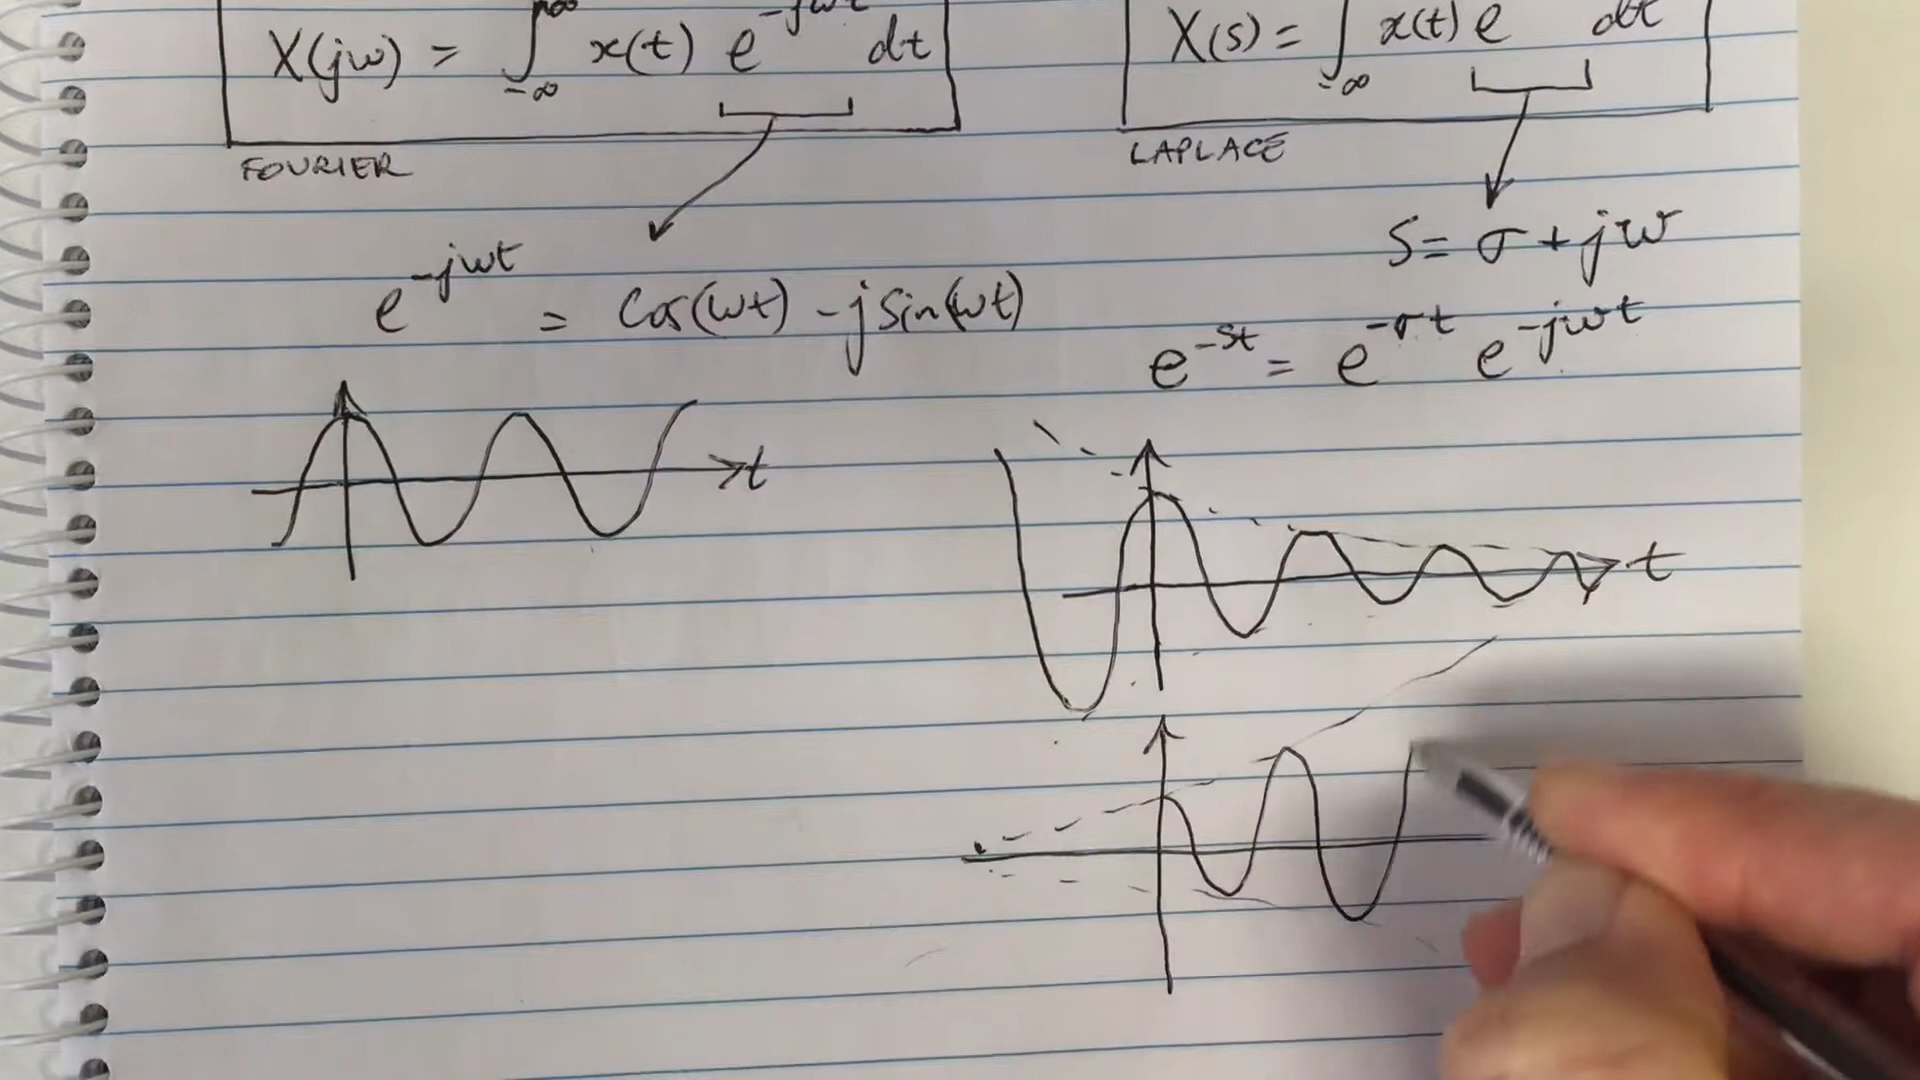 X(jω) = ∫_{-∞}^{+∞} x(t) e^{-jωt} dt
FOURIER
e^{-jωt} = Cos(ωt) - j Sin(ωt)
t
X(s) = ∫_{-∞} x(t) e dt
LAPLACE
S = σ + jω
e^{-st} = e^{-σt} e^{-jωt}
t